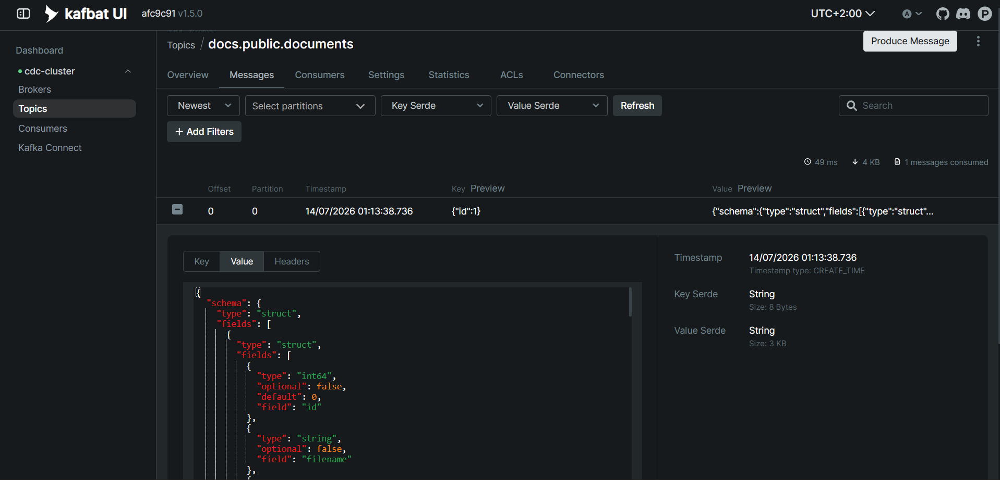 kafbat UI afc9c91 v1.5.0 UTC+2:00 A P
Dashboard
cdc-cluster
Brokers
Topics
Consumers
Kafka Connect
cdc-cluster
Topics / docs.public.documents Produce Message
Overview Messages Consumers Settings Statistics ACLs Connectors
Newest Select partitions Key Serde Value Serde Refresh Search
+ Add Filters
49 ms 4 KB 1 messages consumed
Offset Partition Timestamp Key Preview Value Preview
0 0 14/07/2026 01:13:38.736 {"id":1} {"schema":{"type":"struct","fields":[{"type":"struct"...
Key Value Headers
{
"schema": {
"type": "struct",
"fields": [
{
"type": "struct",
"fields": [
{
"type": "int64",
"optional": false,
"default": 0,
"field": "id"
},
{
"type": "string",
"optional": false,
"field": "filename"
},
{
Timestamp 14/07/2026 01:13:38.736
Timestamp type: CREATE_TIME
Key Serde String
Size: 8 Bytes
Value Serde String
Size: 3 KB